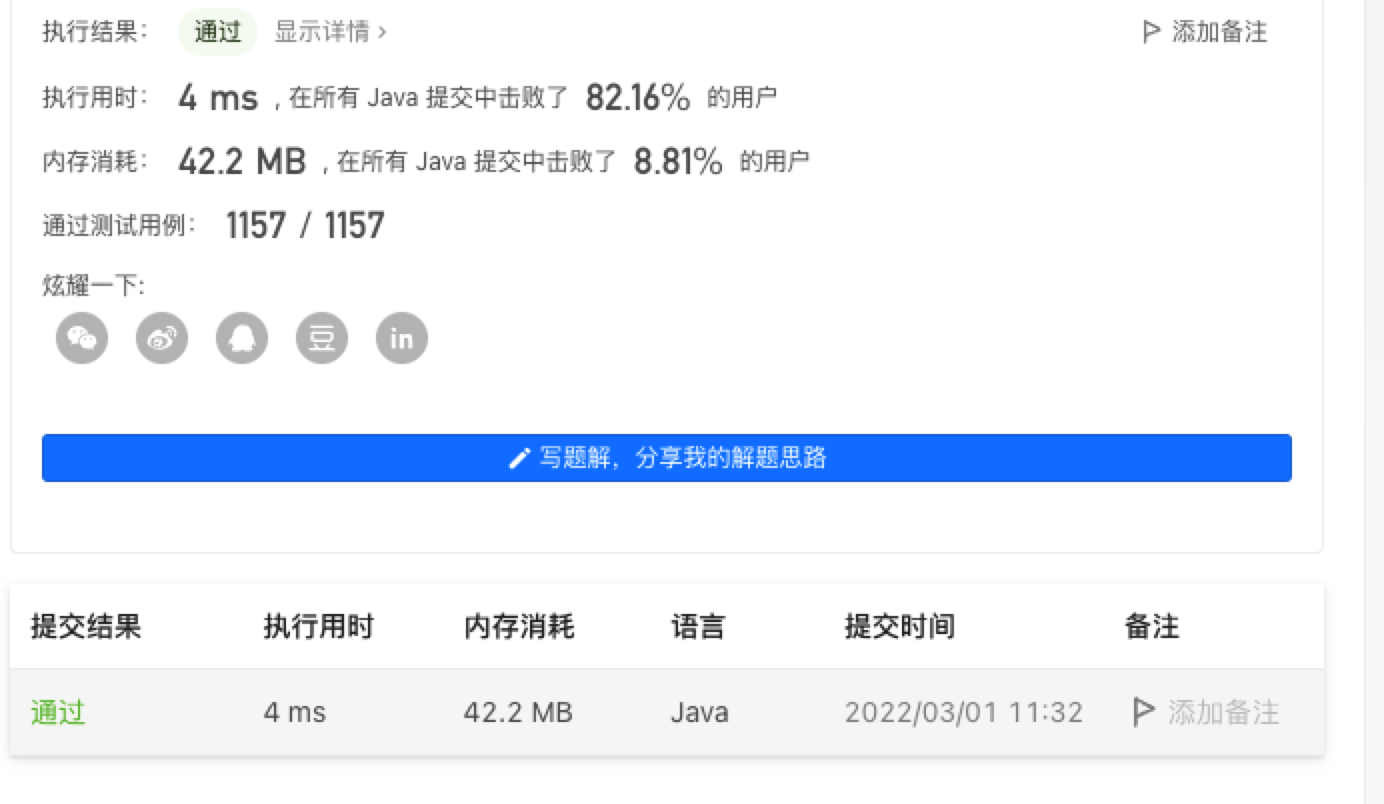 执行结果： 通过 显示详情 › 添加备注
执行用时： 4 ms , 在所有 Java 提交中击败了 82.16% 的用户
内存消耗： 42.2 MB , 在所有 Java 提交中击败了 8.81% 的用户
通过测试用例： 1157 / 1157
炫耀一下:
豆 in
写题解，分享我的解题思路
提交结果 执行用时 内存消耗 语言 提交时间 备注
通过 4 ms 42.2 MB Java 2022/03/01 11:32 添加备注